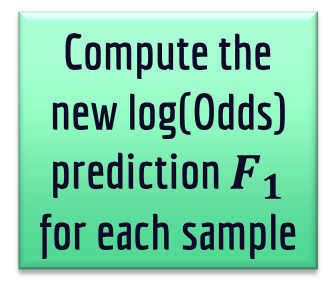 Compute the
new log(Odds)
prediction F₁
for each sample